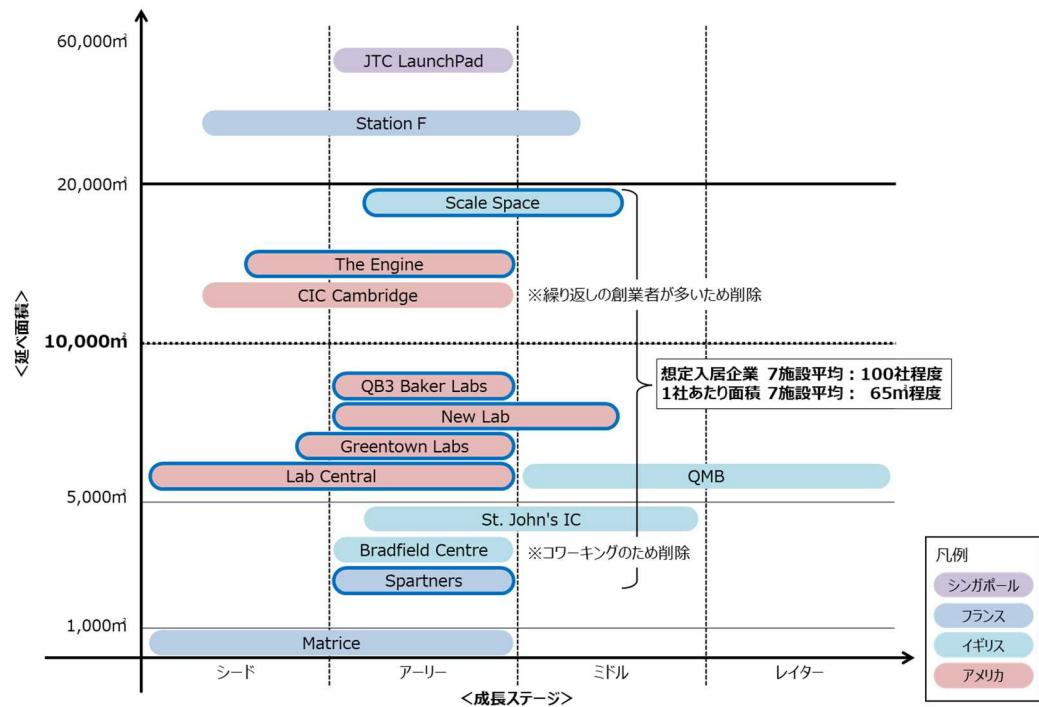 60,000㎡
JTC LaunchPad
Station F
20,000㎡
Scale Space
The Engine
CIC Cambridge
※繰り返しの創業者が多いため削除
<延べ面積>
10,000㎡
想定入居企業 7施設平均：100社程度
1社あたり面積 7施設平均： 65㎡程度
QB3 Baker Labs
New Lab
Greentown Labs
Lab Central
QMB
5,000㎡
St. John's IC
Bradfield Centre
※コワーキングのため削除
Spartners
1,000㎡
Matrice
シード
アーリー
ミドル
レイター
<成長ステージ>
凡例
シンガポール
フランス
イギリス
アメリカ